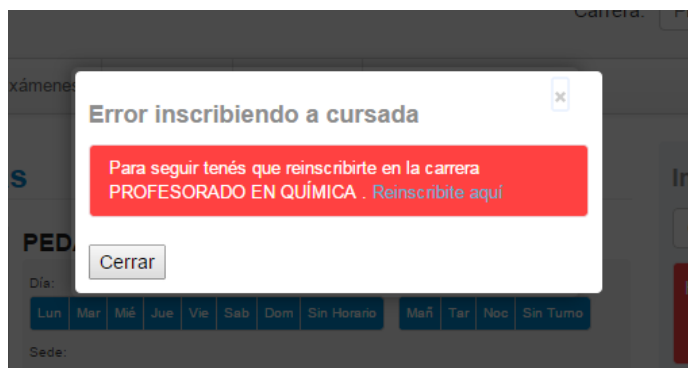 Carrera:
xámenes
Error inscribiendo a cursada
×
Para seguir tenés que reinscribirte en la carrera
PROFESORADO EN QUÍMICA . Reinscribite aquí
Cerrar
PED
Día:
Lun Mar Mié Jue Vie Sab Dom Sin Horario Mañ Tar Noc Sin Turno
Sede: